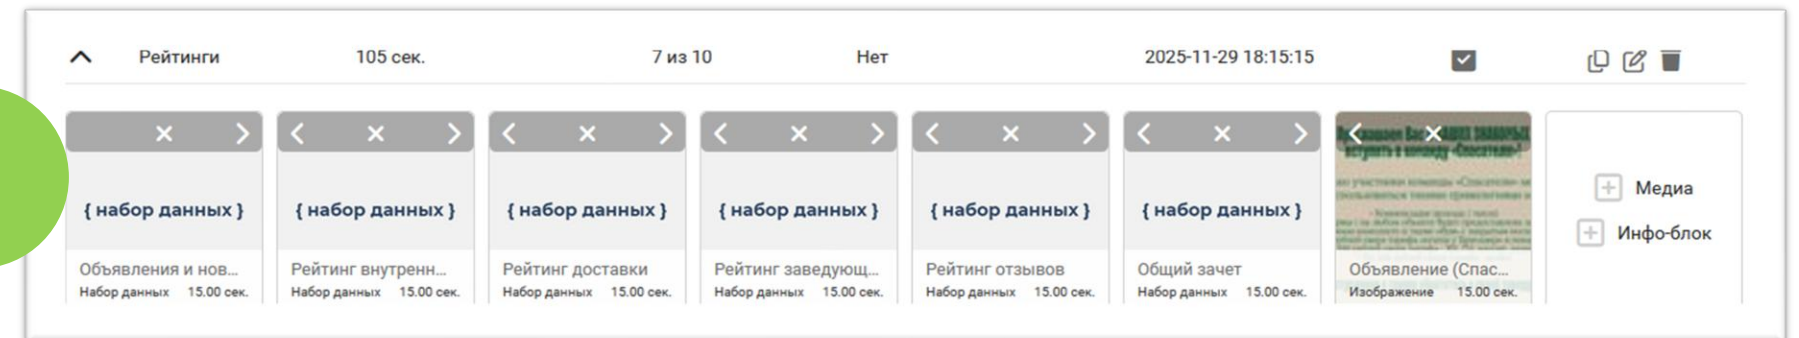 Рейтинги 105 сек. 7 из 10 Нет 2025-11-29 18:15:15
{ набор данных } { набор данных } { набор данных } { набор данных } { набор данных } { набор данных }
Объявления и нов... Рейтинг внутренн... Рейтинг доставки Рейтинг заведующ... Рейтинг отзывов Общий зачет Объявление (Спас...
Набор данных 15.00 сек. Набор данных 15.00 сек. Набор данных 15.00 сек. Набор данных 15.00 сек. Набор данных 15.00 сек. Набор данных 15.00 сек. Изображение 15.00 сек.
вступить в команду «Спасатели»!
Медиа
Инфо-блок